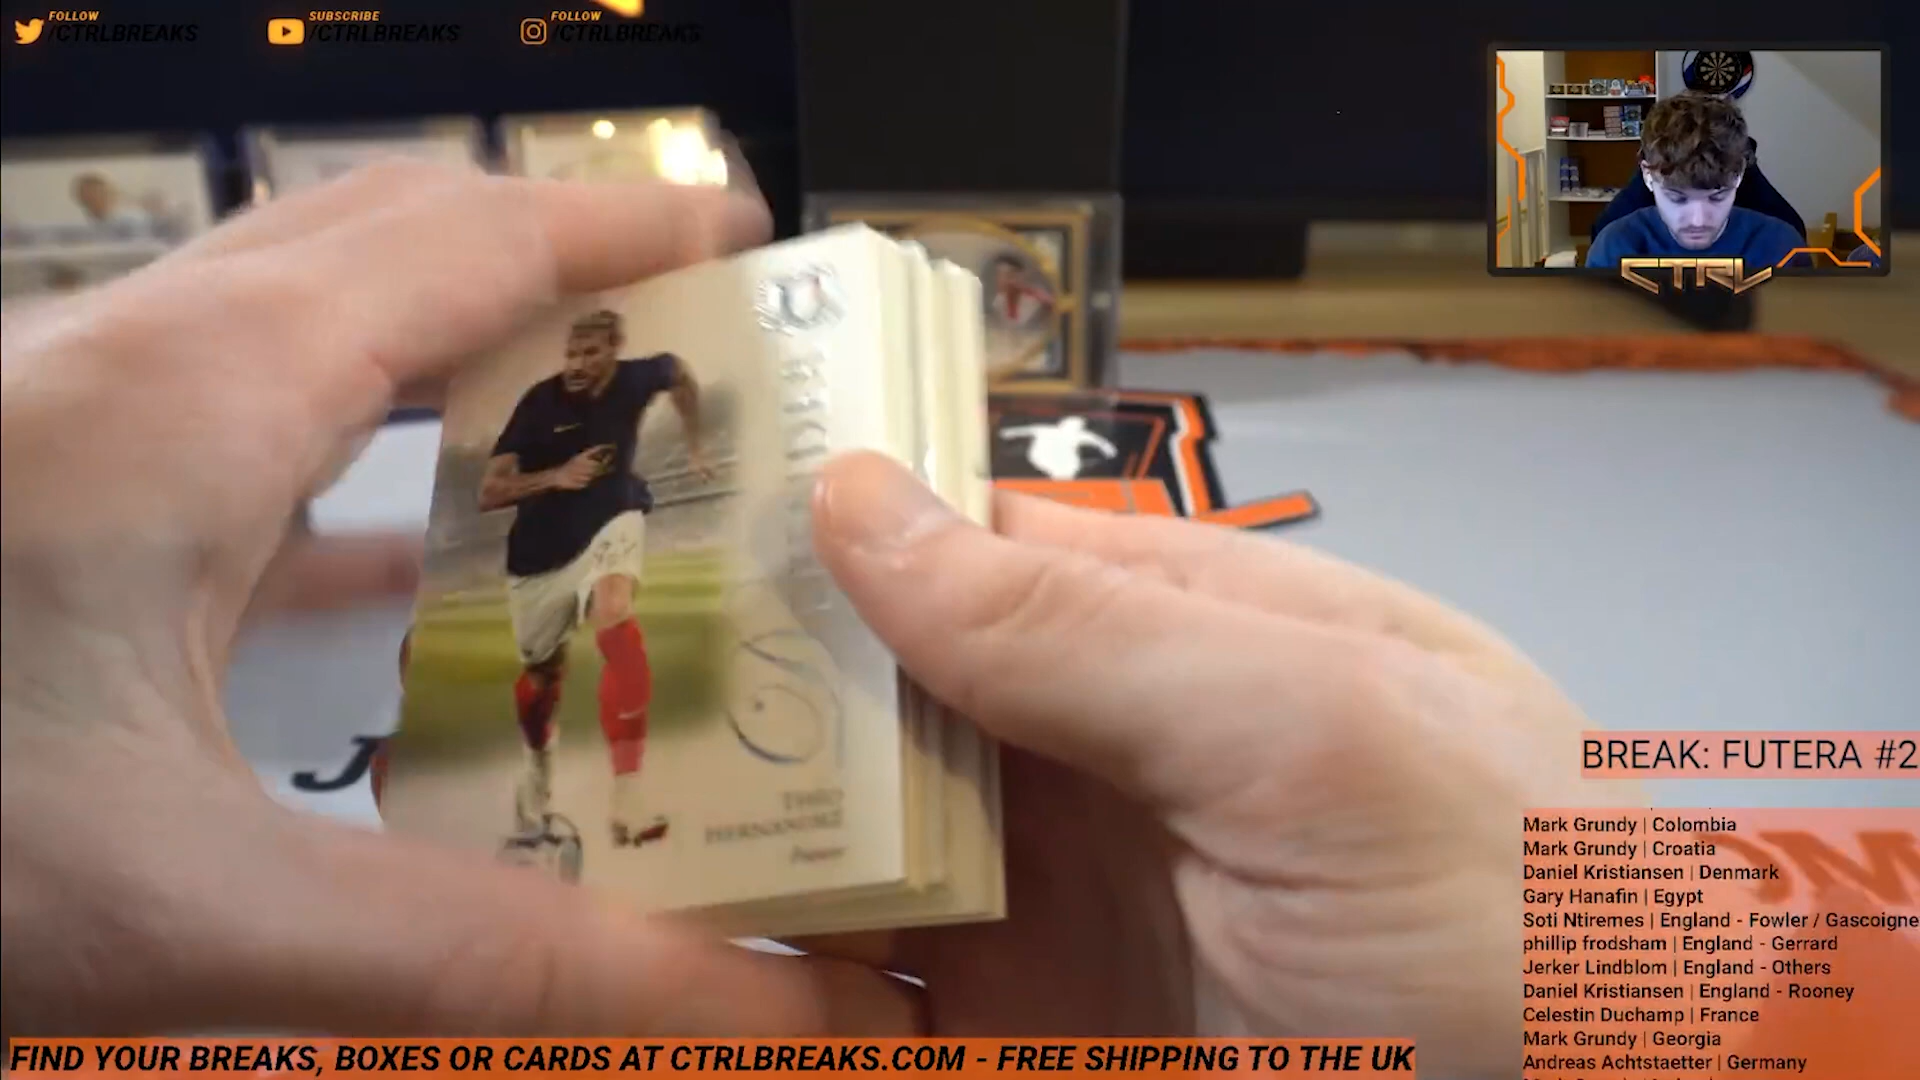 FOLLOW
/CTRLBREAKS
SUBSCRIBE
/CTRLBREAKS
FOLLOW
/CTRLBREAKS
CTRL
THEO
HERNANDEZ
France
BREAK: FUTERA #2
Mark Grundy | Colombia
Mark Grundy | Croatia
Daniel Kristiansen | Denmark
Gary Hanafin | Egypt
Soti Ntiremes | England - Fowler / Gascoigne
phillip frodsham | England - Gerrard
Jerker Lindblom | England - Others
Daniel Kristiansen | England - Rooney
Celestin Duchamp | France
Mark Grundy | Georgia
Andreas Achtstaetter | Germany
FIND YOUR BREAKS, BOXES OR CARDS AT CTRLBREAKS.COM - FREE SHIPPING TO THE UK